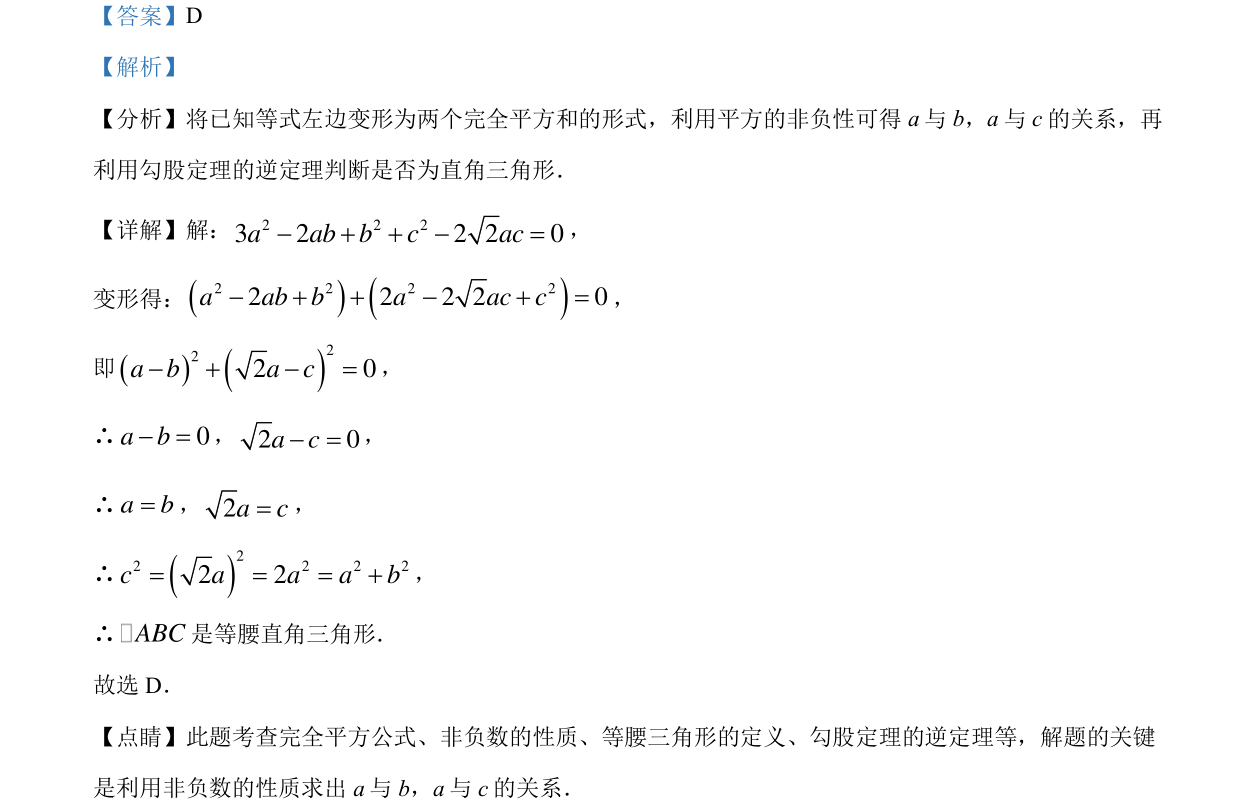 【答案】D
【解析】
【分析】将已知等式左边变形为两个完全平方和的形式，利用平方的非负性可得 a 与 b，a 与 c 的关系，再
利用勾股定理的逆定理判断是否为直角三角形．
【详解】解：3a² − 2ab + b² + c² − 2√2ac = 0，
变形得：(a² − 2ab + b²) + (2a² − 2√2ac + c²) = 0，
即(a − b)² + (√2a − c)² = 0，
∴ a − b = 0，√2a − c = 0，
∴ a = b，√2a = c，
∴ c² = (√2a)² = 2a² = a² + b²，
∴ □ABC 是等腰直角三角形．
故选 D．
【点睛】此题考查完全平方公式、非负数的性质、等腰三角形的定义、勾股定理的逆定理等，解题的关键
是利用非负数的性质求出 a 与 b，a 与 c 的关系．